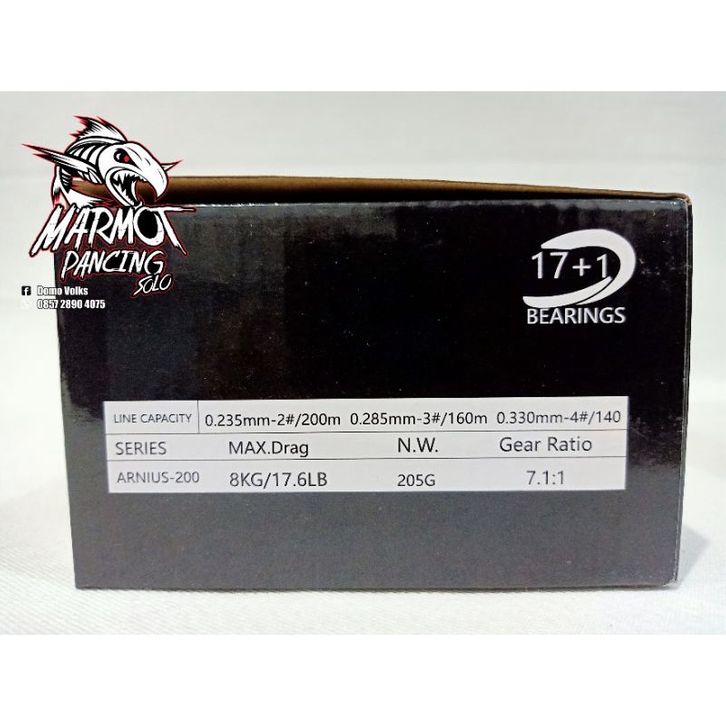 MARMOT
PANCING
SOLO
Domo Volks
0857 2890 4075
17+1
BEARINGS
LINE CAPACITY 0.235mm-2#/200m 0.285mm-3#/160m 0.330mm-4#/140
SERIES MAX.Drag N.W. Gear Ratio
ARNIUS-200 8KG/17.6LB 205G 7.1:1